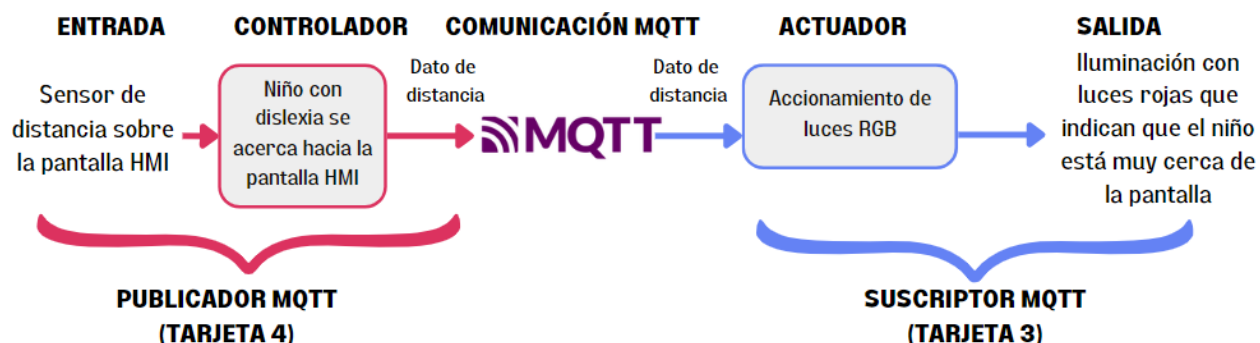 ENTRADA
CONTROLADOR
COMUNICACIÓN MQTT
ACTUADOR
SALIDA
Sensor de
distancia sobre
la pantalla HMI
Niño con
dislexia se
acerca hacia la
pantalla HMI
Dato de
distancia
MQTT
Dato de
distancia
Accionamiento de
luces RGB
Iluminación con
luces rojas que
indican que el niño
está muy cerca de
la pantalla
PUBLICADOR MQTT
(TARJETA 4)
SUSCRIPTOR MQTT
(TARJETA 3)